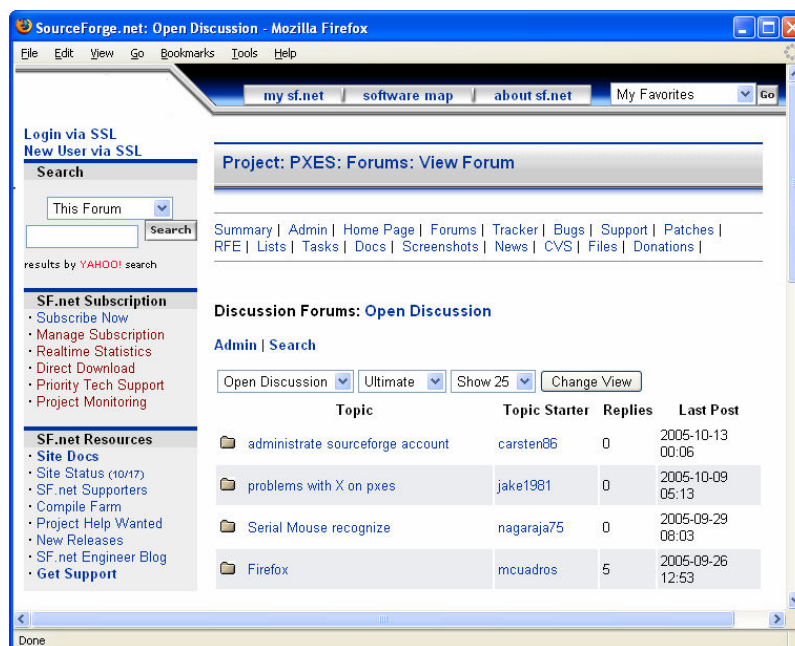 SourceForge.net: Open Discussion - Mozilla Firefox
File Edit View Go Bookmarks Tools Help
my sf.net | software map | about sf.net My Favorites Go
Login via SSL
New User via SSL
Search
This Forum
Search
results by YAHOO! search
SF.net Subscription
· Subscribe Now
· Manage Subscription
· Realtime Statistics
· Direct Download
· Priority Tech Support
· Project Monitoring
SF.net Resources
· Site Docs
· Site Status (10/17)
· SF.net Supporters
· Compile Farm
· Project Help Wanted
· New Releases
· SF.net Engineer Blog
· Get Support
Project: PXES: Forums: View Forum
Summary | Admin | Home Page | Forums | Tracker | Bugs | Support | Patches |
RFE | Lists | Tasks | Docs | Screenshots | News | CVS | Files | Donations |
Discussion Forums: Open Discussion
Admin | Search
Open Discussion Ultimate Show 25 Change View
Topic Topic Starter Replies Last Post
administrate sourceforge account carsten86 0 2005-10-13
00:06
problems with X on pxes jake1981 0 2005-10-09
05:13
Serial Mouse recognize nagaraja75 0 2005-09-29
08:03
Firefox mcuadros 5 2005-09-26
12:53
Done